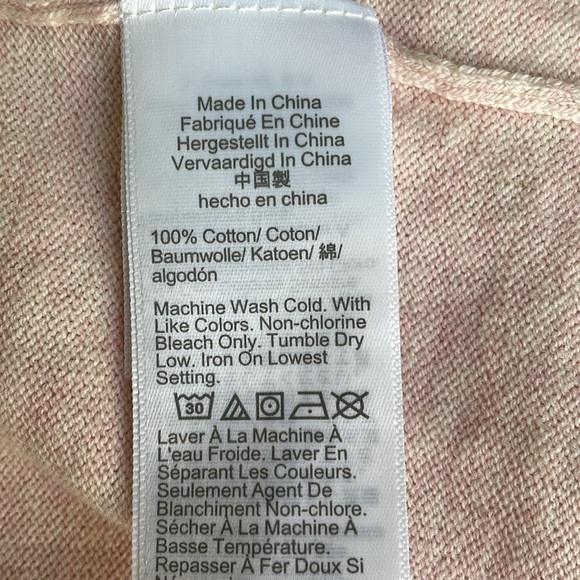 Made In China
Fabriqué En Chine
Hergestellt In China
Vervaardigd In China
中国製
hecho en china
100% Cotton/ Coton/
Baumwolle/ Katoen/ 綿/
algodón
Machine Wash Cold. With
Like Colors. Non-chlorine
Bleach Only. Tumble Dry
Low. Iron On Lowest
Setting.
30
Laver À La Machine À
L'eau Froide. Laver En
Séparant Les Couleurs.
Seulement Agent De
Blanchiment Non-chlore.
Sécher À La Machine À
Basse Température.
Repasser À Fer Doux Si